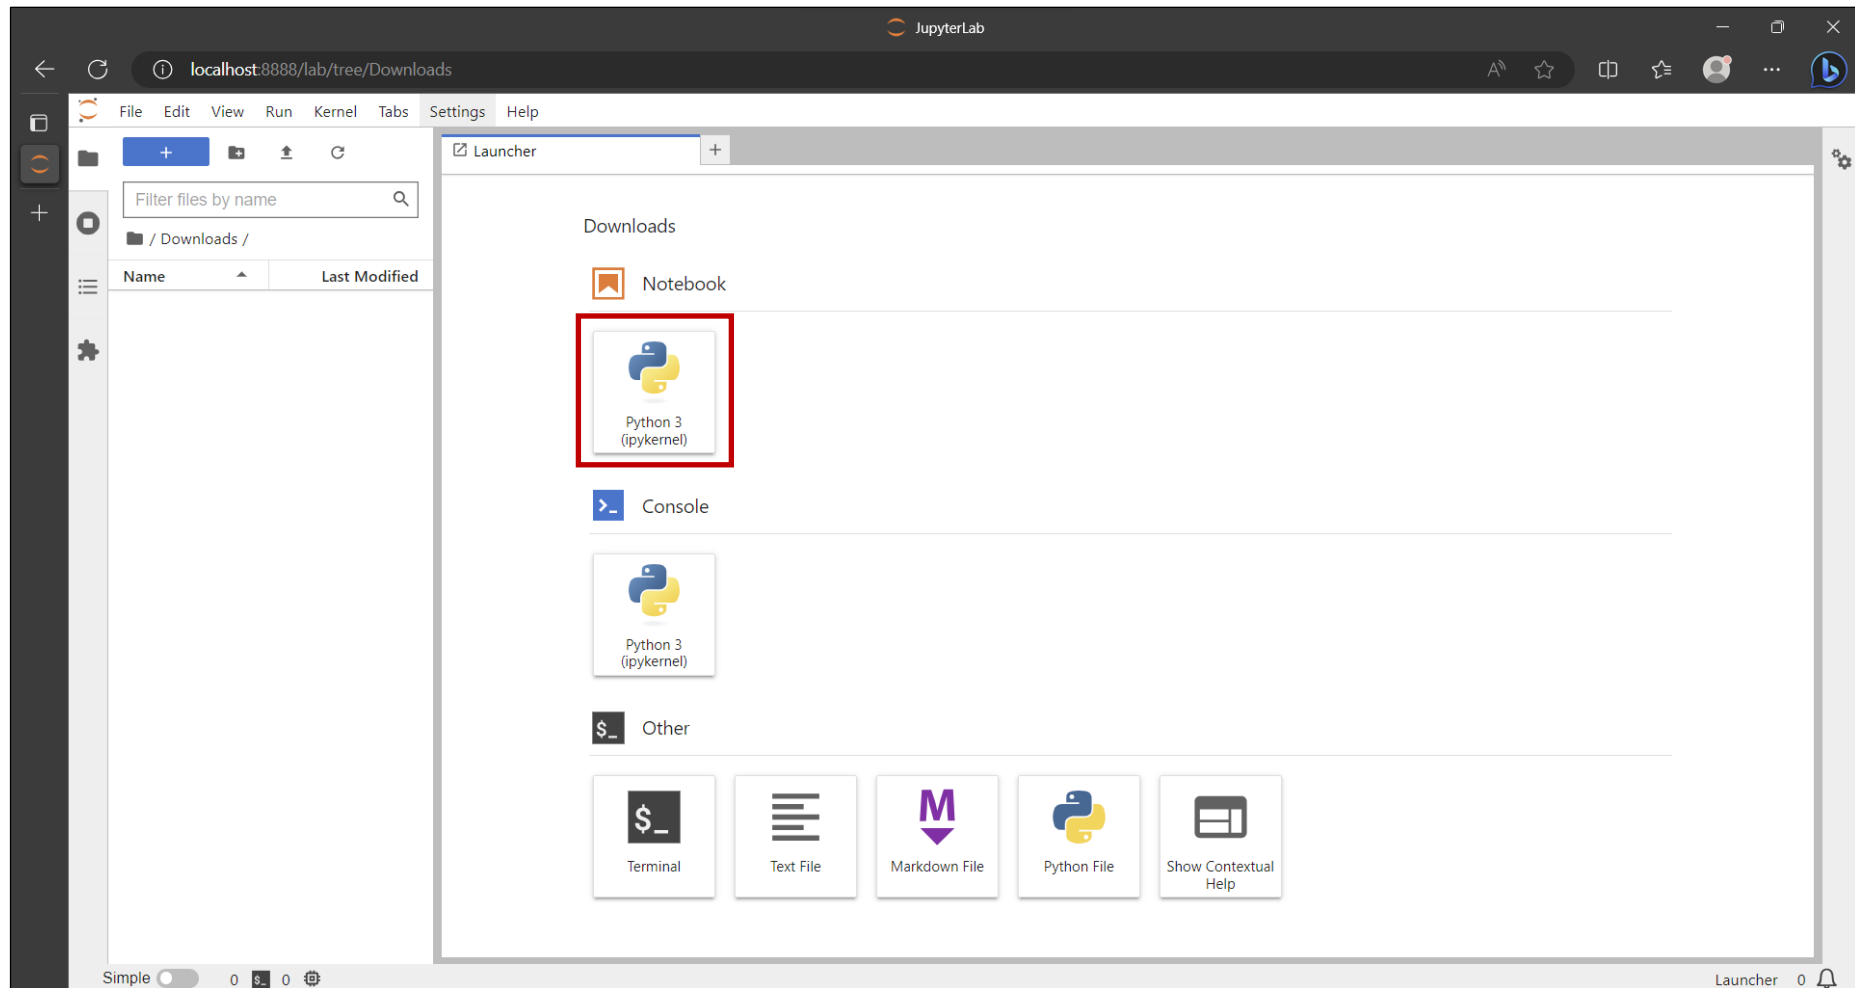 JupyterLab
localhost:8888/lab/tree/Downloads
File Edit View Run Kernel Tabs Settings Help
Launcher
Filter files by name
/ Downloads /
Name Last Modified
Downloads
Notebook
Python 3
(ipykernel)
Console
Python 3
(ipykernel)
$_ Other
$_
Terminal
Text File
M
Markdown File
Python File
Show Contextual
Help
Simple 0 $_ 0
Launcher 0